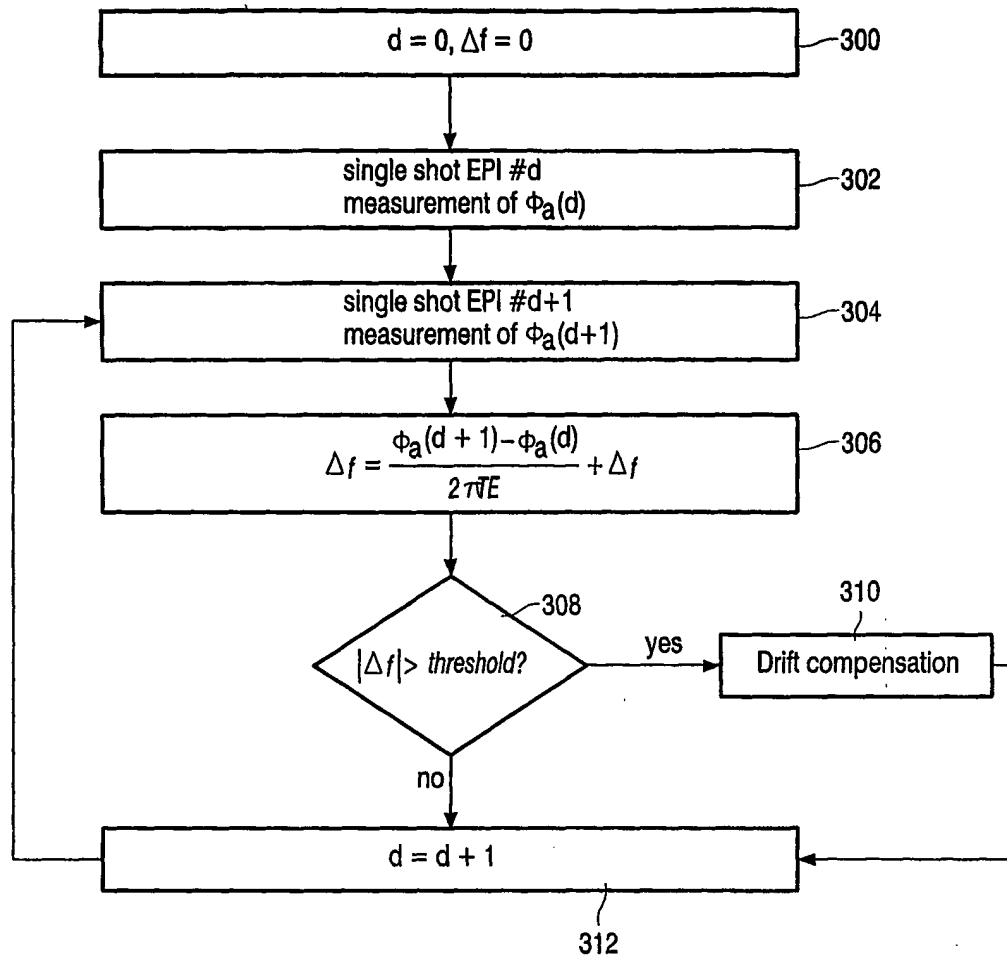 d = 0, Δf = 0
300
single shot EPI #d
measurement of Φa(d)
302
single shot EPI #d+1
measurement of Φa(d+1)
304
Δf = Φa(d + 1) – Φa(d) / 2πTE + Δf
306
308
|Δf| > threshold?
yes
310
Drift compensation
no
d = d + 1
312